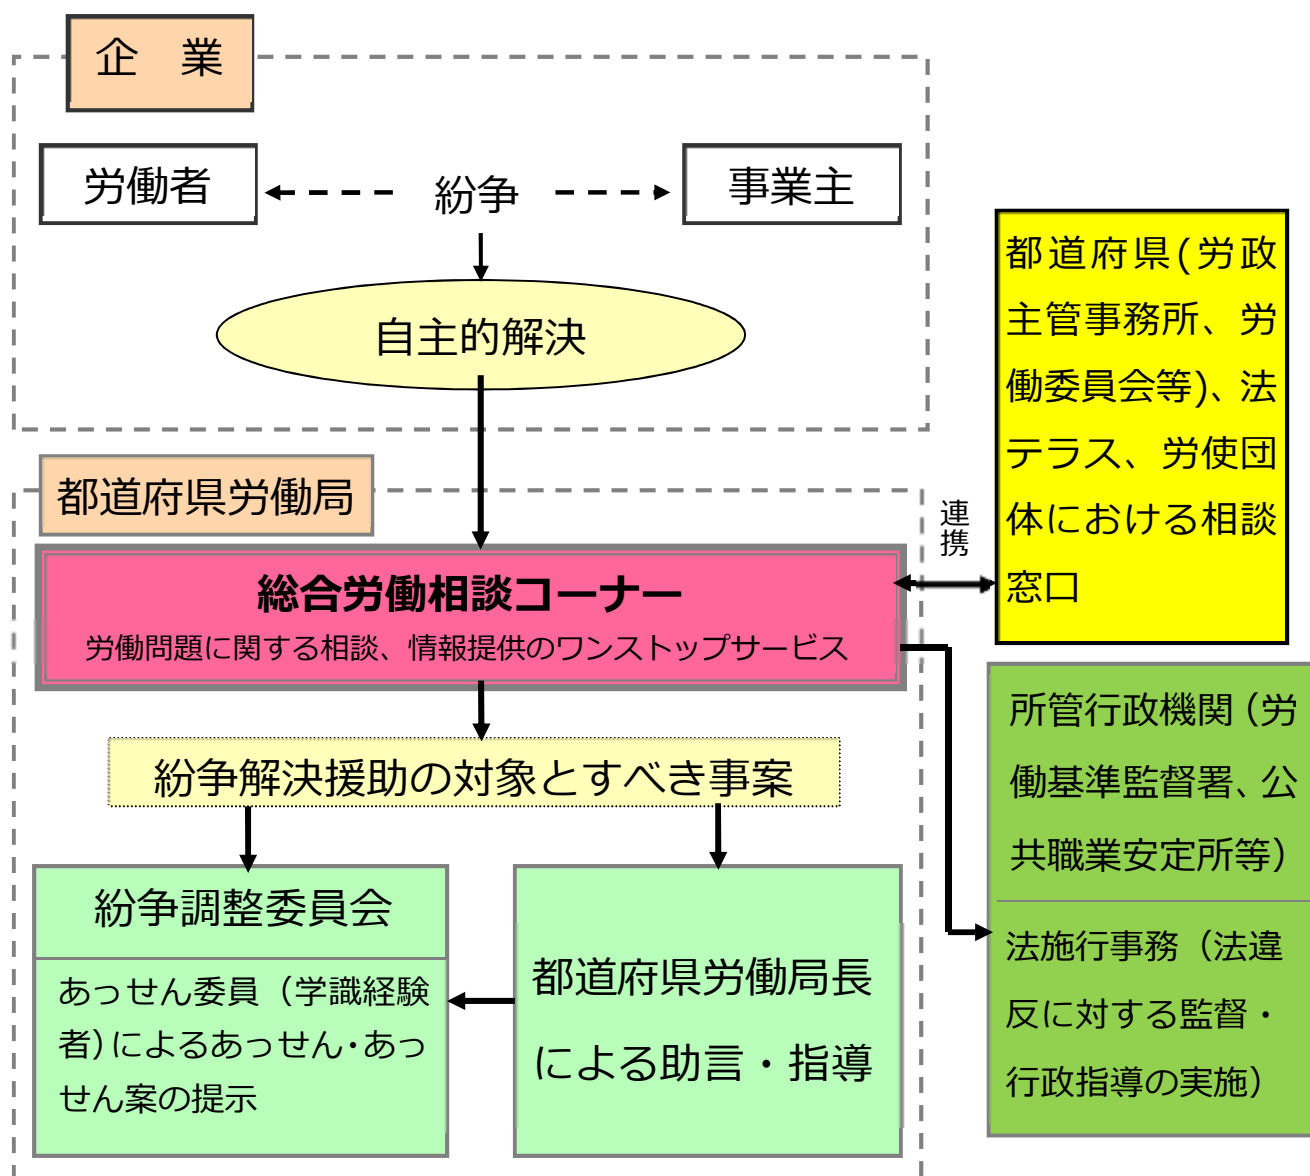 企　業
労働者
紛争
事業主
自主的解決
都道府県労働局
総合労働相談コーナー
労働問題に関する相談、情報提供のワンストップサービス
連
携
都道府県(労政
主管事務所、労
働委員会等)、法
テラス、労使団
体における相談
窓口
紛争解決援助の対象とすべき事案
紛争調整委員会
あっせん委員（学識経験
者）によるあっせん・あっ
せん案の提示
都道府県労働局長
による助言・指導
所管行政機関（労
働基準監督署、公
共職業安定所等）
法施行事務（法違
反に対する監督・
行政指導の実施）